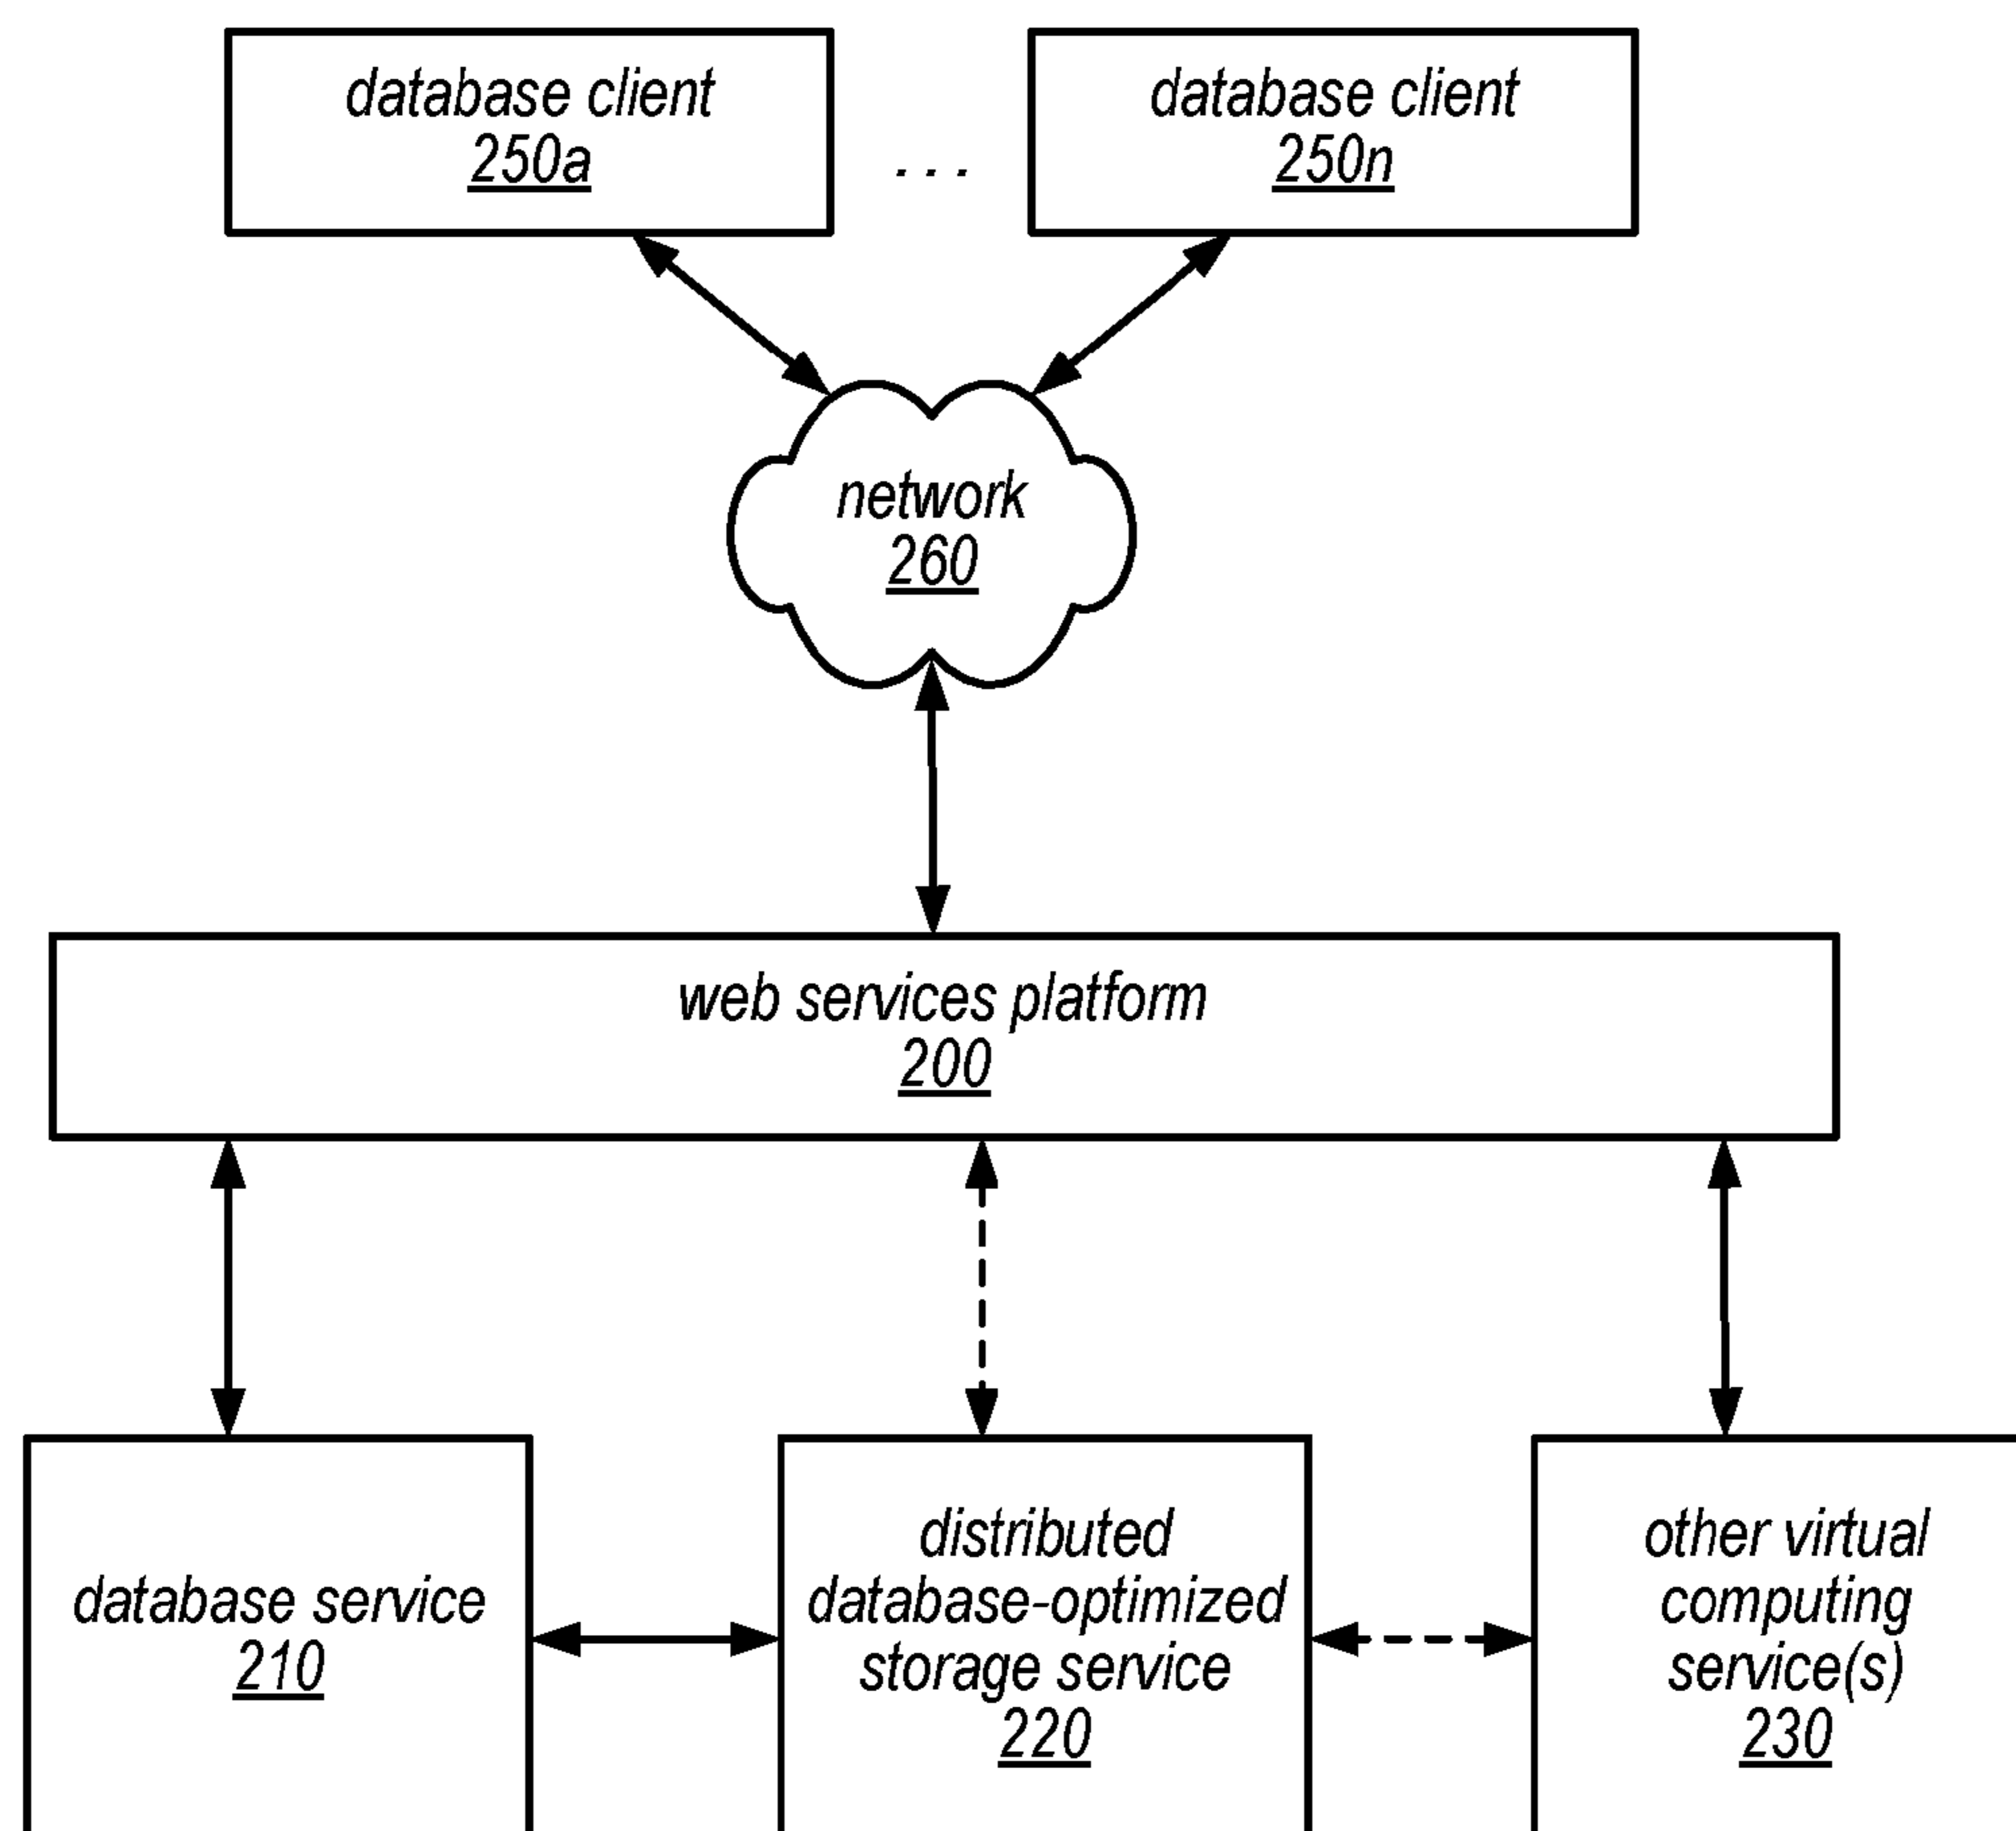 database client
250a
. . .
database client
250n
network
260
web services platform
200
database service
210
distributed
database-optimized
storage service
220
other virtual
computing
service(s)
230